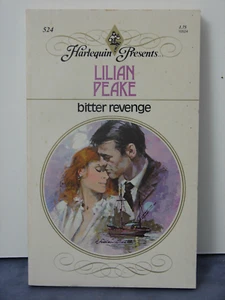 524
Harlequin Presents
LILIAN
PEAKE
bitter revenge